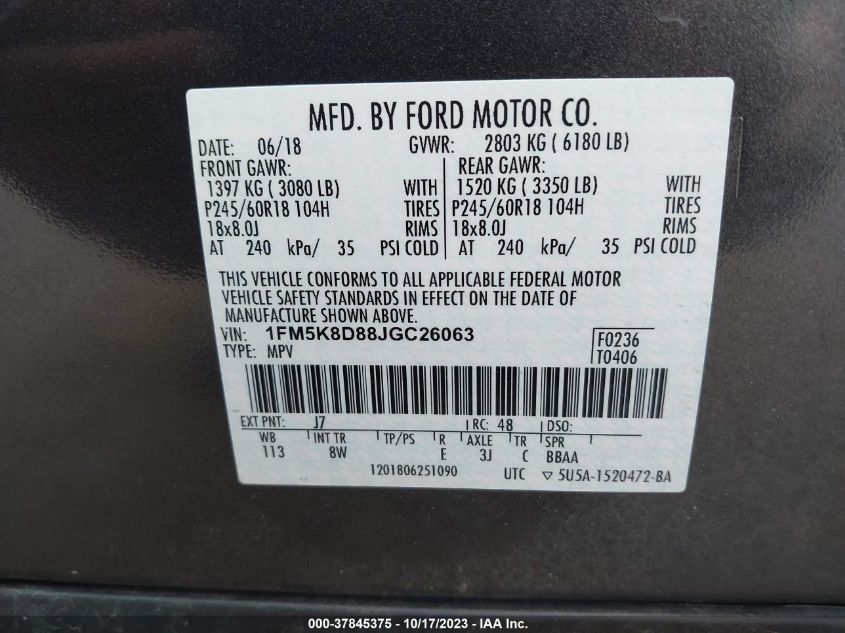 MFD. BY FORD MOTOR CO.
DATE: 06/18 GVWR: 2803 KG ( 6180 LB)
FRONT GAWR: REAR GAWR:
1397 KG ( 3080 LB) WITH 1520 KG ( 3350 LB) WITH
P245/60R18 104H TIRES P245/60R18 104H TIRES
18x8.0J RIMS 18x8.0J RIMS
AT 240 kPa/ 35 PSI COLD AT 240 kPa/ 35 PSI COLD
THIS VEHICLE CONFORMS TO ALL APPLICABLE FEDERAL MOTOR
VEHICLE SAFETY STANDARDS IN EFFECT ON THE DATE OF
MANUFACTURE SHOWN ABOVE.
VIN: 1FM5K8D88JGC26063 F0236
TYPE: MPV T0406
EXT PNT: J7 RC: 48 DSO:
WB INT TR TP/PS R AXLE TR SPR
113 8W E 3J C BBAA
1201806251090 UTC ▽ 5U5A-1520472-BA
000-37845375 - 10/17/2023 - IAA Inc.